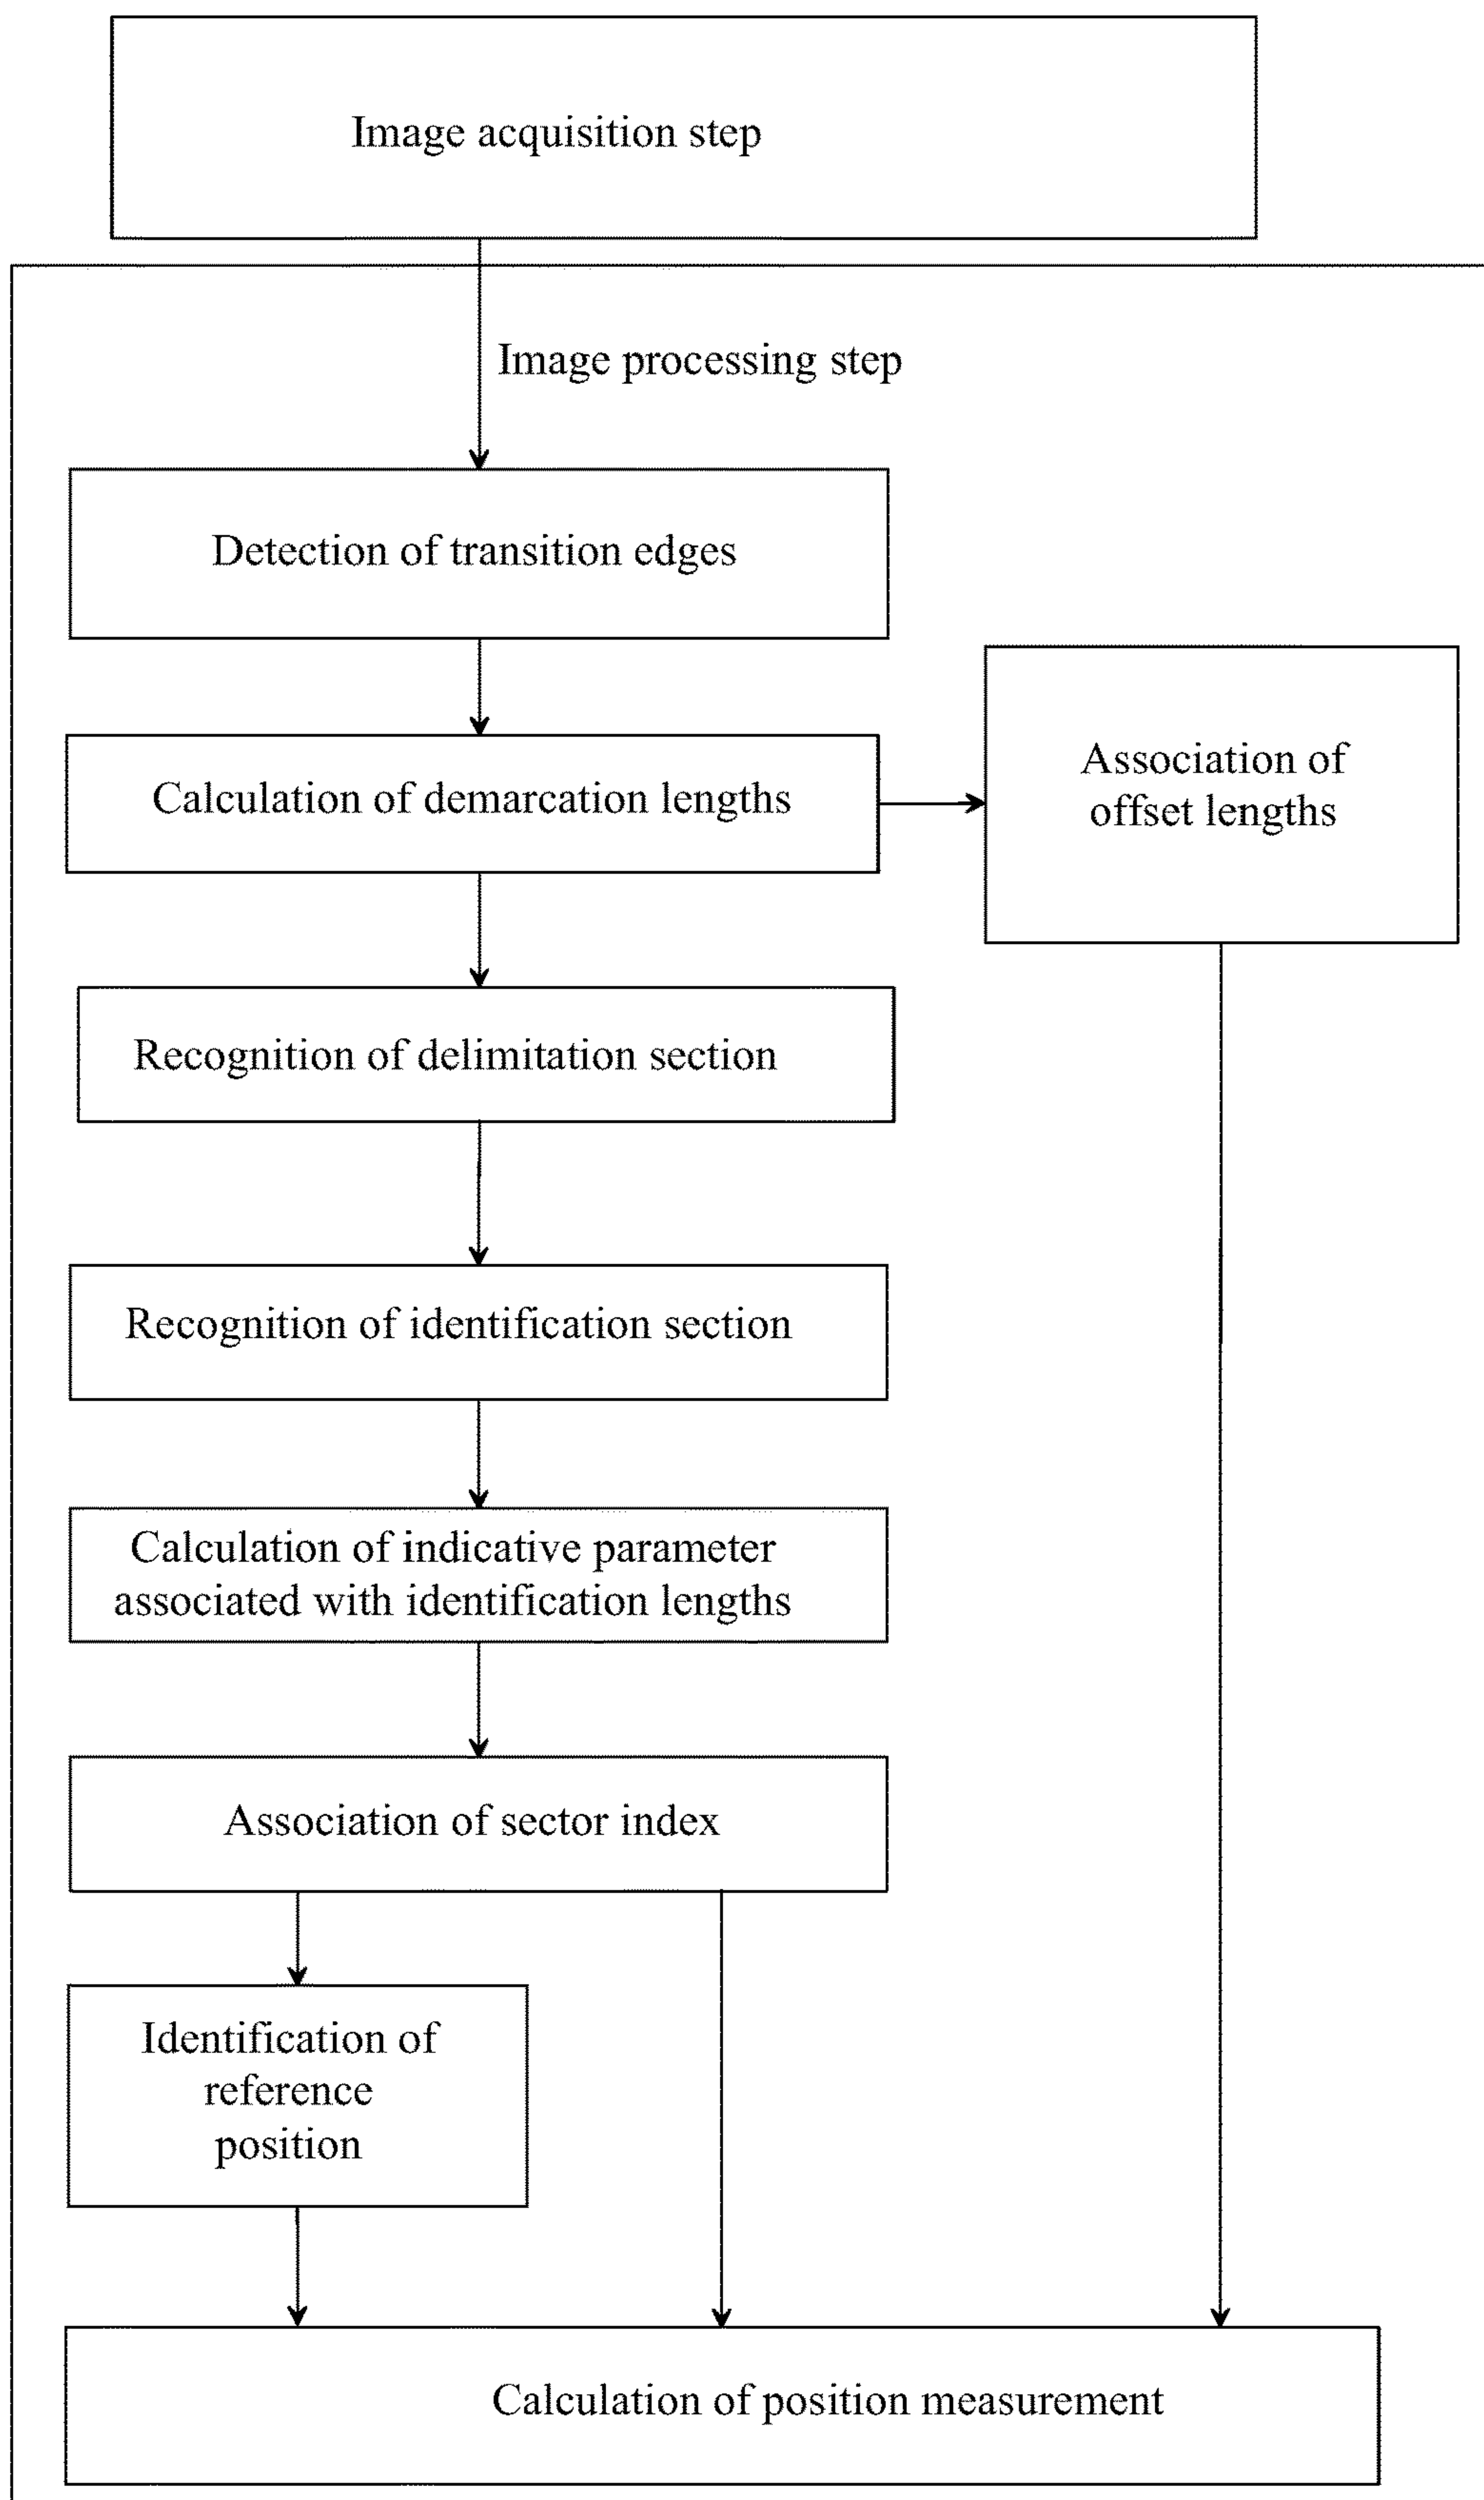 Image acquisition step
Image processing step
Detection of transition edges
Calculation of demarcation lengths
Association of
offset lengths
Recognition of delimitation section
Recognition of identification section
Calculation of indicative parameter
associated with identification lengths
Association of sector index
Identification of
reference
position
Calculation of position measurement